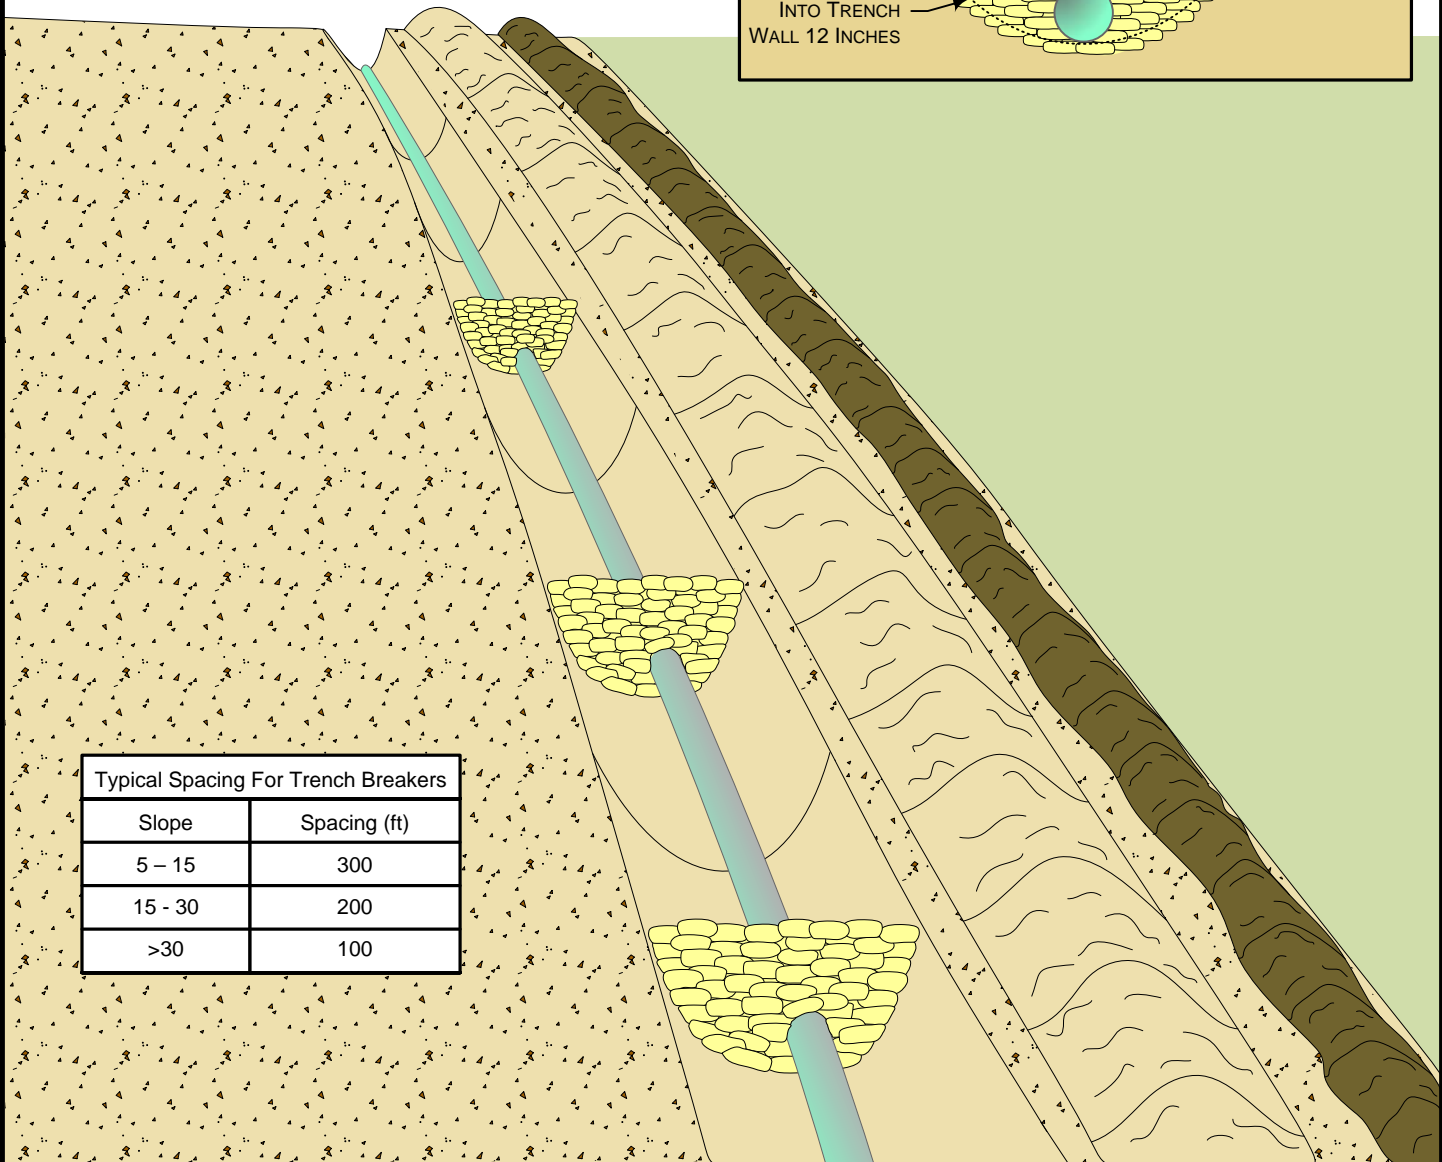 INTO TRENCH
WALL 12 INCHES
Typical Spacing For Trench Breakers
Slope Spacing (ft)
5 – 15 300
15 - 30 200
>30 100